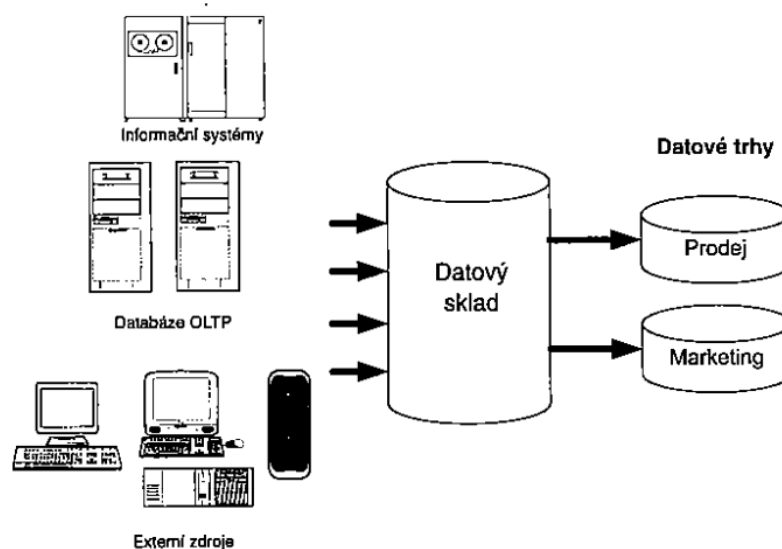 Informační systémy
Databáze OLTP
Externí zdroje
Datový
sklad
Datové trhy
Prodej
Marketing